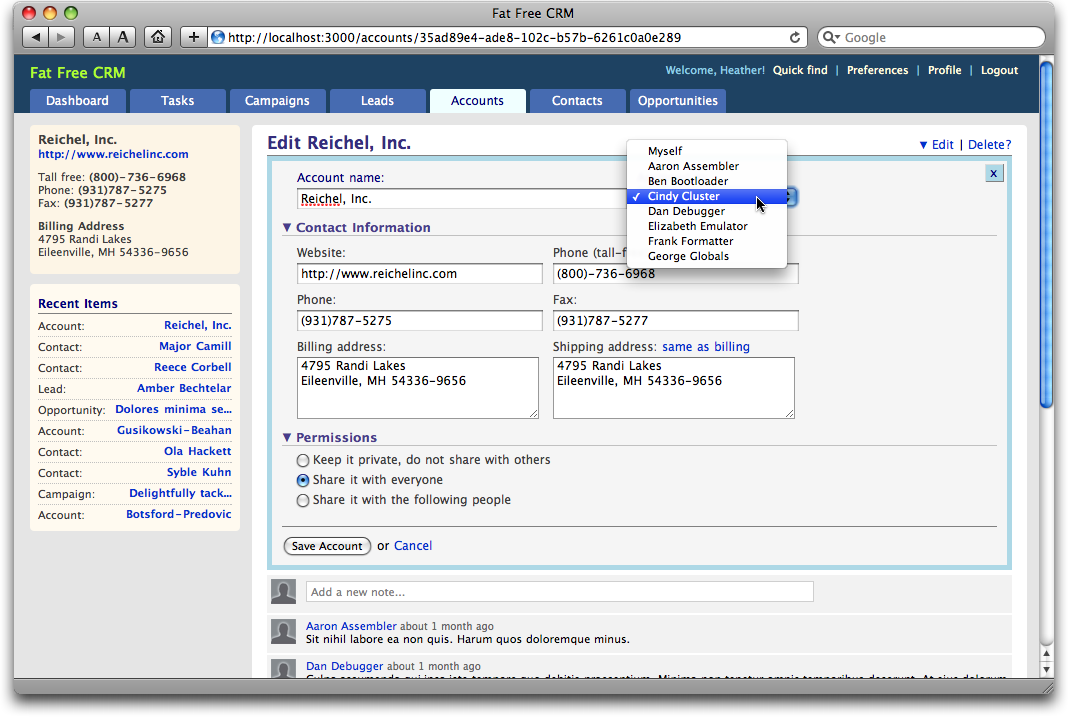 Fat Free CRM
A A + http://localhost:3000/accounts/35ad89e4-ade8-102c-b57b-6261c0a0e289 Google
Fat Free CRM
Welcome, Heather! Quick find | Preferences | Profile | Logout
Dashboard Tasks Campaigns Leads Accounts Contacts Opportunities
Reichel, Inc.
http://www.reichelinc.com
Tall free: (800)-736-6968
Phone: (931)787-5275
Fax: (931)787-5277
Billing Address
4795 Randi Lakes
Eileenville, MH 54336-9656
Recent Items
Account: Reichel, Inc.
Contact: Major Camill
Contact: Reece Corbell
Lead: Amber Bechtelar
Opportunity: Dolores minima se...
Account: Gusikowski-Beahan
Contact: Ola Hackett
Contact: Syble Kuhn
Campaign: Delightfully tack...
Account: Botsford-Predovic
Edit Reichel, Inc.
▼ Edit | Delete?
x
Account name:
Reichel, Inc.
Myself
Aaron Assembler
Ben Bootloader
✓ Cindy Cluster
Dan Debugger
Elizabeth Emulator
Frank Formatter
George Globals
▼ Contact Information
Website: Phone (tall-f
http://www.reichelinc.com (800)-736-6968
Phone: Fax:
(931)787-5275 (931)787-5277
Billing address: Shipping address: same as billing
4795 Randi Lakes 4795 Randi Lakes
Eileenville, MH 54336-9656 Eileenville, MH 54336-9656
▼ Permissions
Keep it private, do not share with others
Share it with everyone
Share it with the following people
Save Account or Cancel
Add a new note...
Aaron Assembler about 1 month ago
Sit nihil labore ea non quis. Harum quos doloremque minus.
Dan Debugger about 1 month ago